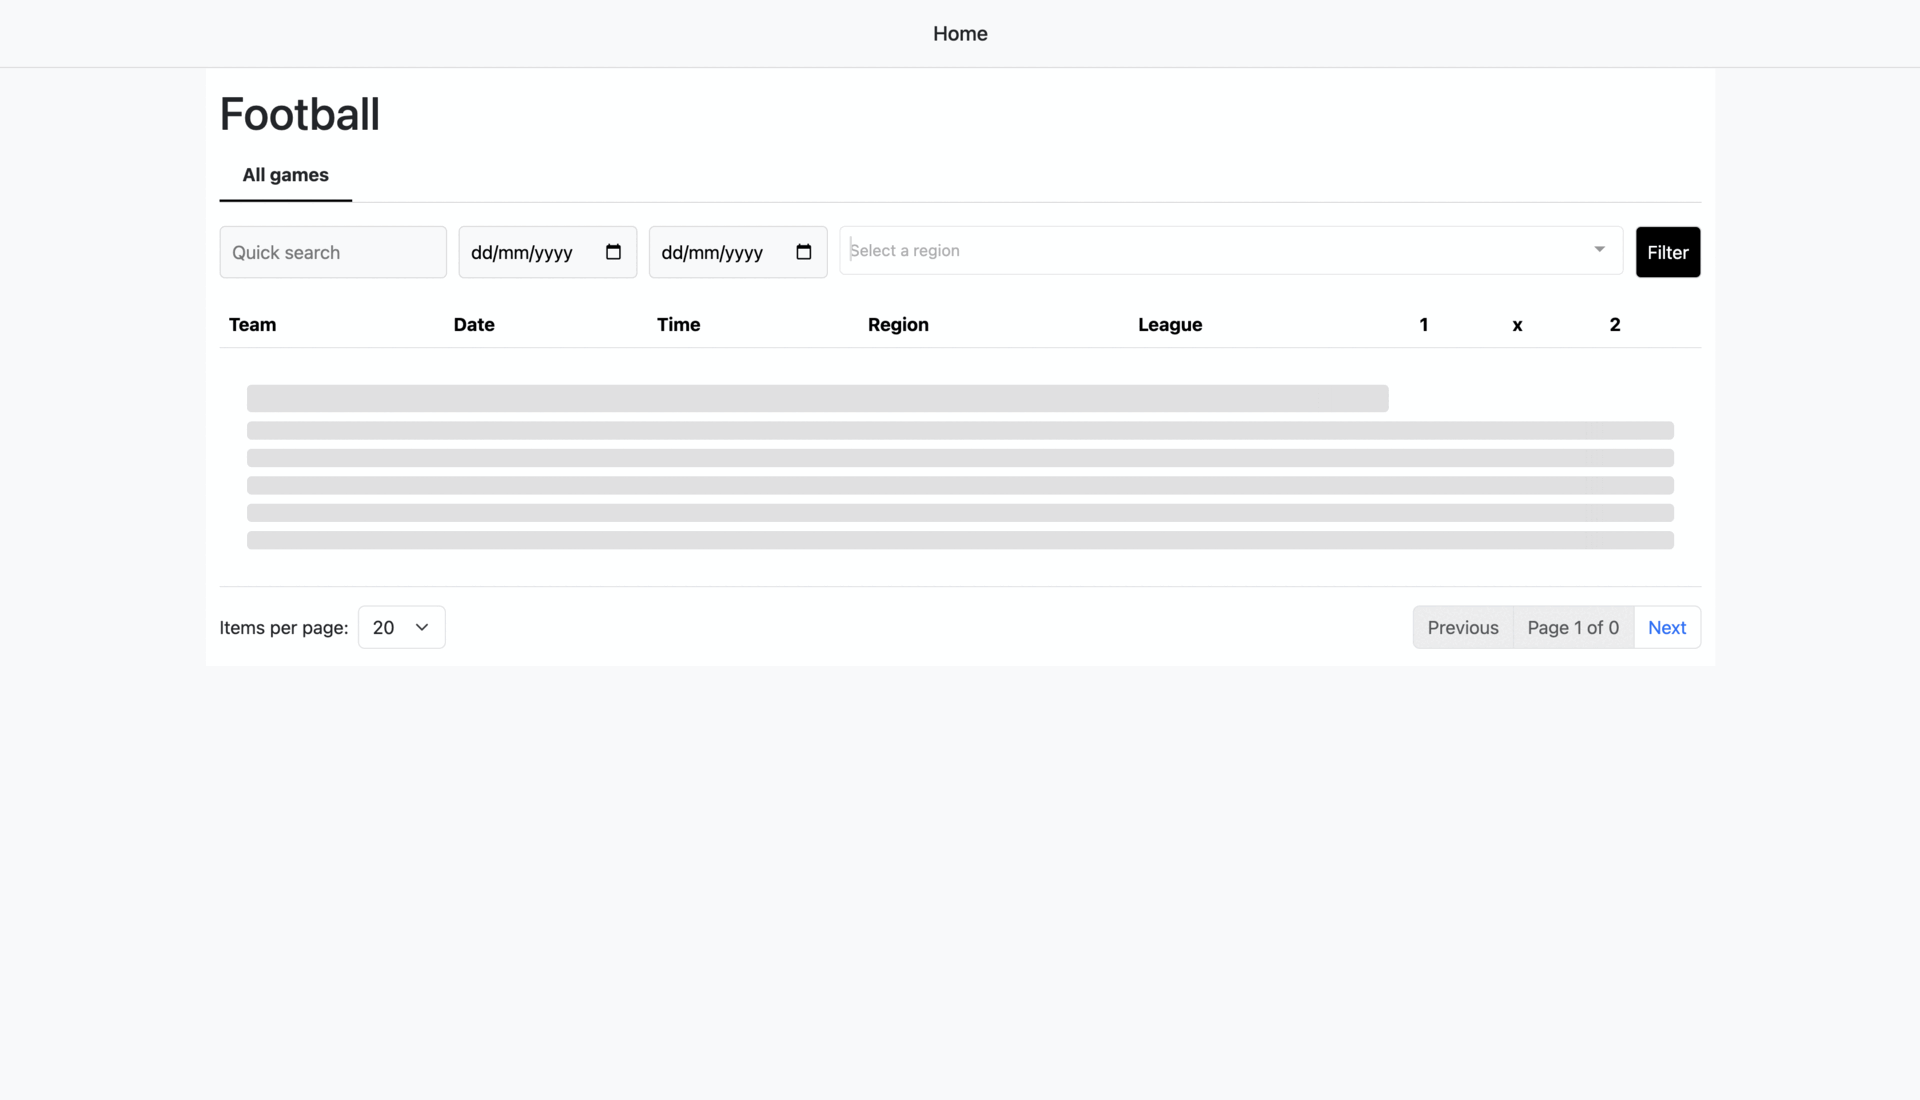 Home
Football
All games
Quick search dd/mm/yyyy dd/mm/yyyy Select a region Filter
Team Date Time Region League 1 x 2
Items per page: 20 Previous Page 1 of 0 Next